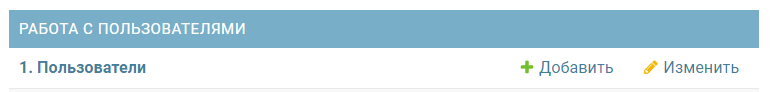 РАБОТА С ПОЛЬЗОВАТЕЛЯМИ
1. Пользователи Добавить Изменить